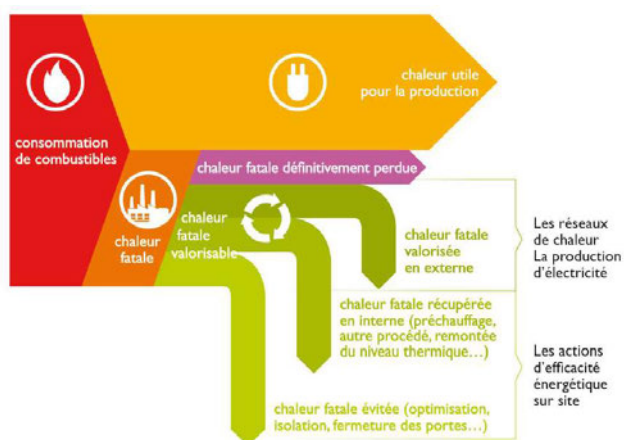 chaleur utile
pour la production
consommation
de combustibles
chaleur fatale définitivement perdue
chaleur
fatale
chaleur
fatale
valorisable
chaleur fatale
valorisée
en externe
Les réseaux
de chaleur
La production
d'électricité
chaleur fatale récupérée
en interne (préchauffage,
autre procédé, remontée
du niveau thermique...)
Les actions
d'efficacité
énergétique
sur site
chaleur fatale évitée (optimisation,
isolation, fermeture des portes...)